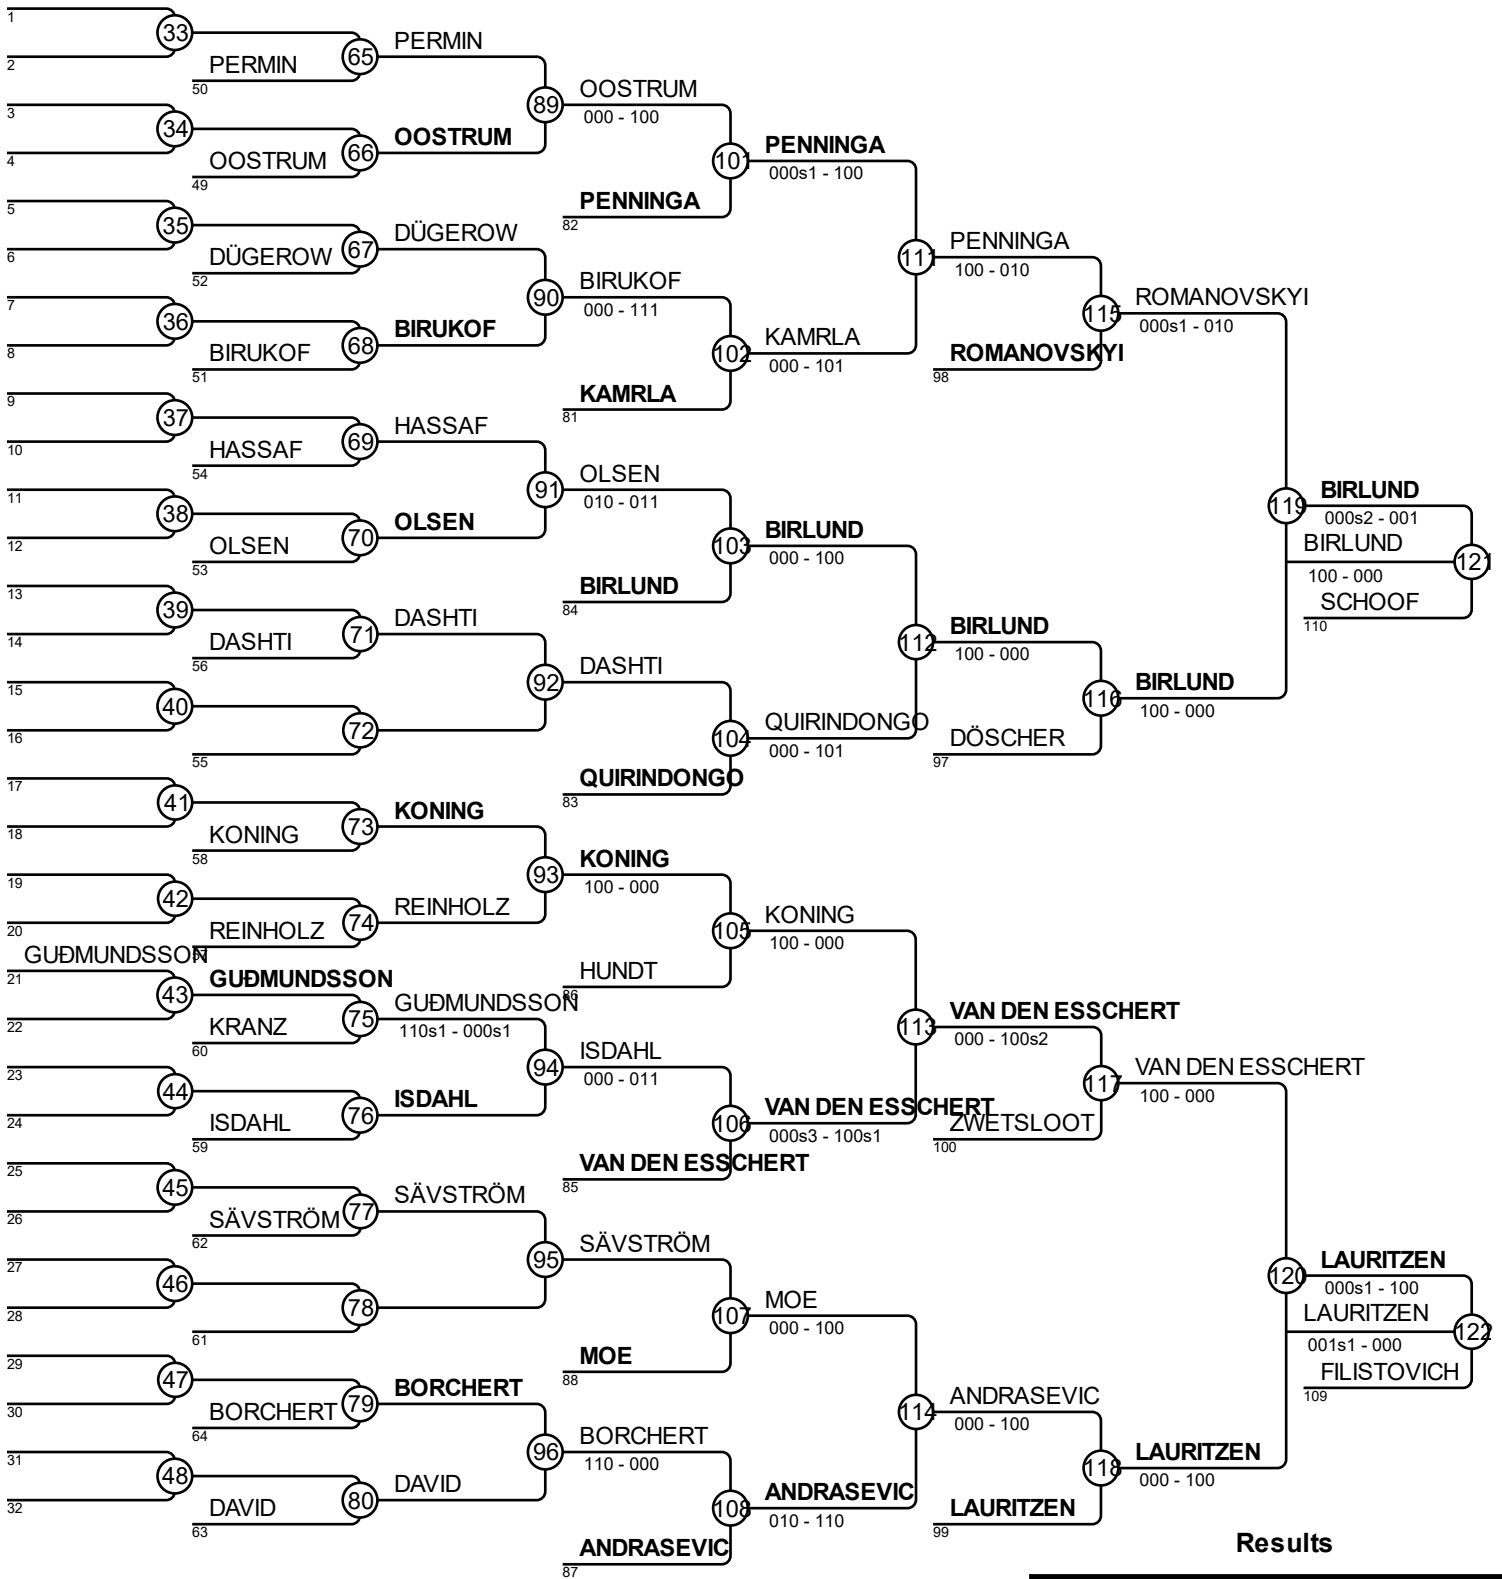 1
33
PERMIN
65
PERMIN
2
50
89
OOSTRUM
000 - 100
3
34
OOSTRUM
66
OOSTRUM
4
49
101
PENNINGA
000s1 - 100
PENNINGA
82
5
35
DÜGEROW
67
DÜGEROW
6
52
90
BIRUKOF
000 - 111
111
PENNINGA
100 - 010
7
36
BIRUKOF
68
BIRUKOF
8
51
102
KAMRLA
000 - 101
KAMRLA
81
115
ROMANOVSKYI
000s1 - 010
ROMANOVSKYI
98
9
37
HASSAF
69
HASSAF
10
54
91
OLSEN
010 - 011
11
38
OLSEN
70
OLSEN
12
53
103
BIRLUND
000 - 100
BIRLUND
84
119
BIRLUND
000s2 - 001
BIRLUND
100 - 000
121
SCHOOF
110
13
39
DASHTI
71
DASHTI
14
56
92
DASHTI
112
BIRLUND
100 - 000
15
40
72
16
55
104
QUIRINDONGO
000 - 101
QUIRINDONGO
83
116
BIRLUND
100 - 000
DÖSCHER
97
17
41
KONING
73
KONING
18
58
93
KONING
100 - 000
19
42
REINHOLZ
74
REINHOLZ
20
57
105
KONING
100 - 000
HUNDT
86
GUÐMUNDSSON
21
43
GUÐMUNDSSON
22
KRANZ
75
GUÐMUNDSSON
110s1 - 000s1
60
94
ISDAHL
000 - 011
113
VAN DEN ESSCHERT
000 - 100s2
23
44
ISDAHL
76
ISDAHL
24
59
106
VAN DEN ESSCHERT
000s3 - 100s1
VAN DEN ESSCHERT
85
117
VAN DEN ESSCHERT
100 - 000
ZWETSLOOT
100
25
45
SÄVSTRÖM
77
SÄVSTRÖM
26
62
95
SÄVSTRÖM
27
46
78
28
61
107
MOE
000 - 100
MOE
88
120
LAURITZEN
000s1 - 100
LAURITZEN
001s1 - 000
122
FILISTOVICH
109
29
47
BORCHERT
79
BORCHERT
30
64
96
BORCHERT
110 - 000
114
ANDRASEVIC
000 - 100
31
48
DAVID
80
DAVID
32
63
108
ANDRASEVIC
010 - 110
ANDRASEVIC
87
118
LAURITZEN
000 - 100
LAURITZEN
99
Results